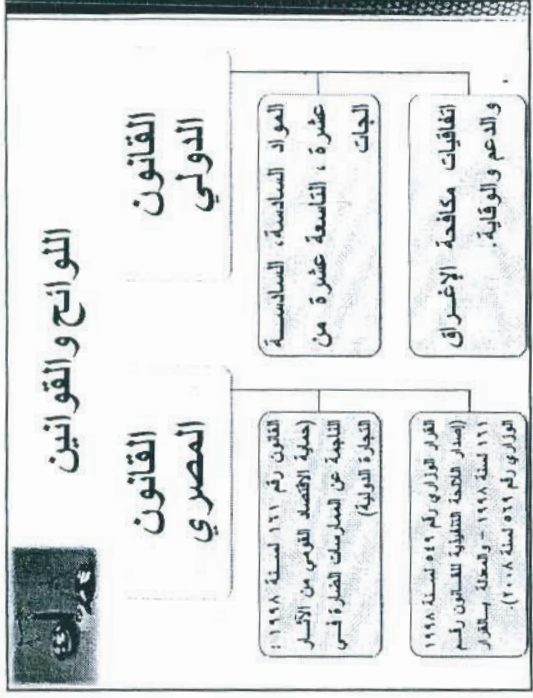 اللوائح والقوانين
القانون
الدولي
المواد السادسة، السادسة
عشرة ، التاسعة عشرة من
الجات
اتفاقيات مكافحة الإغراق
والدعم والوقاية.
القانون
المصري
القانون رقم ١٦١ لسنة ١٩٩٨ :
(حمية الاقتصاد القومي من الآثار
الناجمة عن الممارسات الضارة في
التجارة الدولية)
القرار الوزاري رقم ٥٤٩ لسنة ١٩٩٨
(إصدار اللائحة التنفيذية للقانون رقم
١٦١ لسنة ١٩٩٨ – والمعدلة بالقرار
الوزاري رقم ٥٦٩ لسنة ٢٠٠٨).